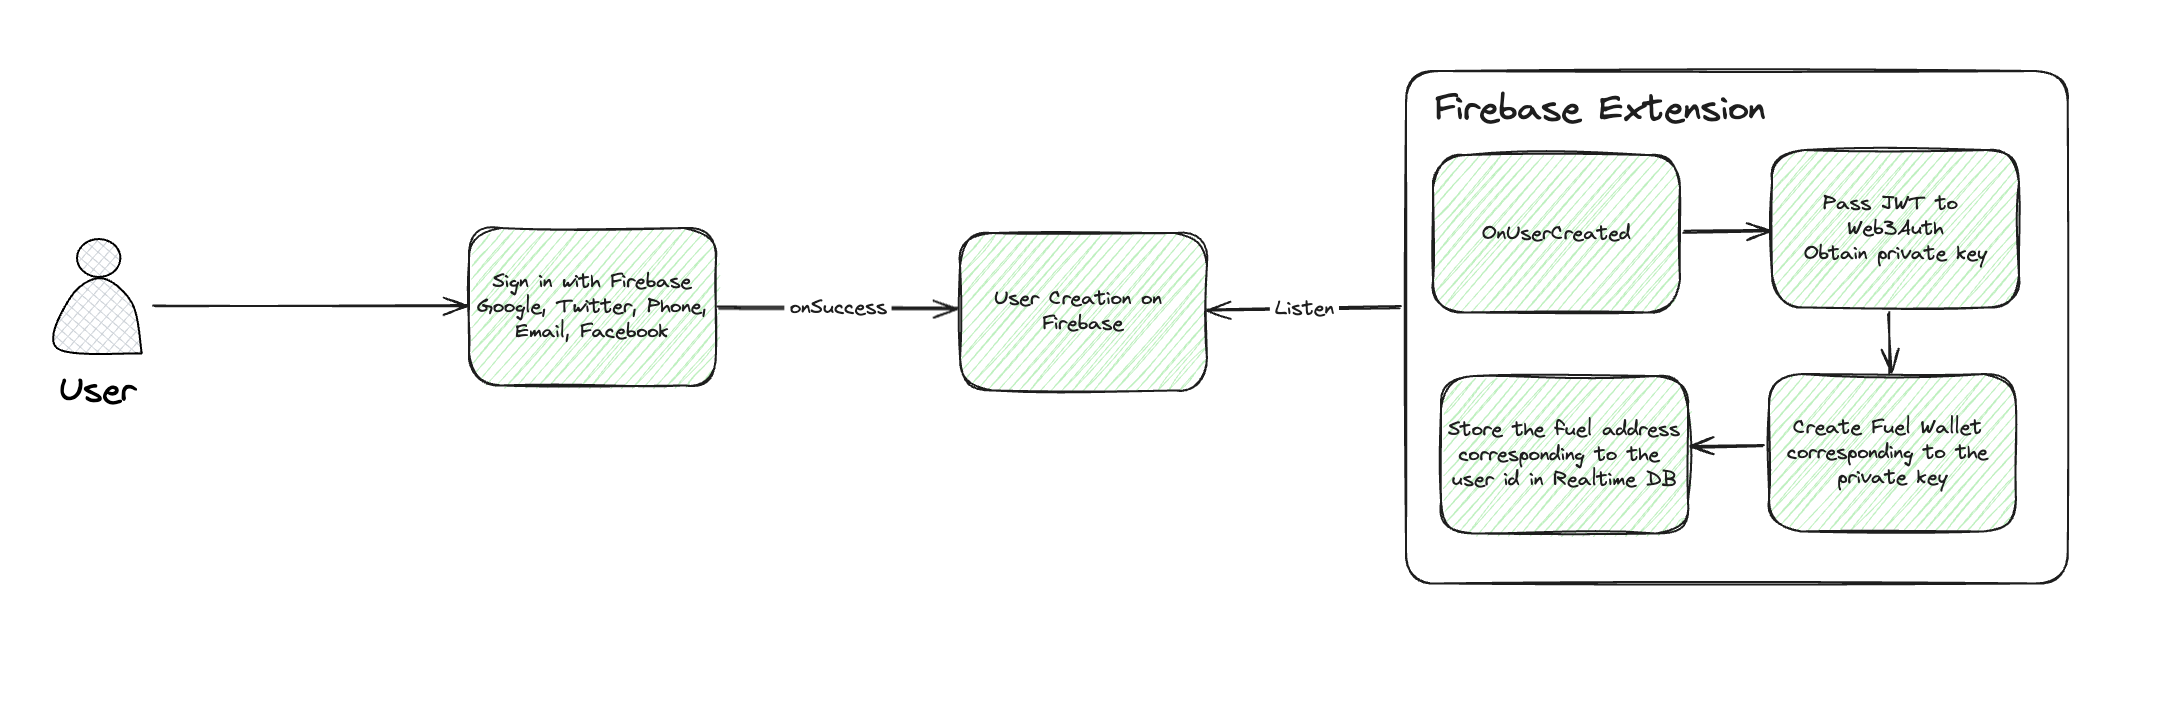 User
Sign in with Firebase
Google, Twitter, Phone,
Email, Facebook
onSuccess
User Creation on
Firebase
Listen
Firebase Extension
OnUserCreated
Pass JWT to
Web3Auth
Obtain private key
Create Fuel Wallet
corresponding to the
private key
Store the fuel address
corresponding to the
user id in Realtime DB